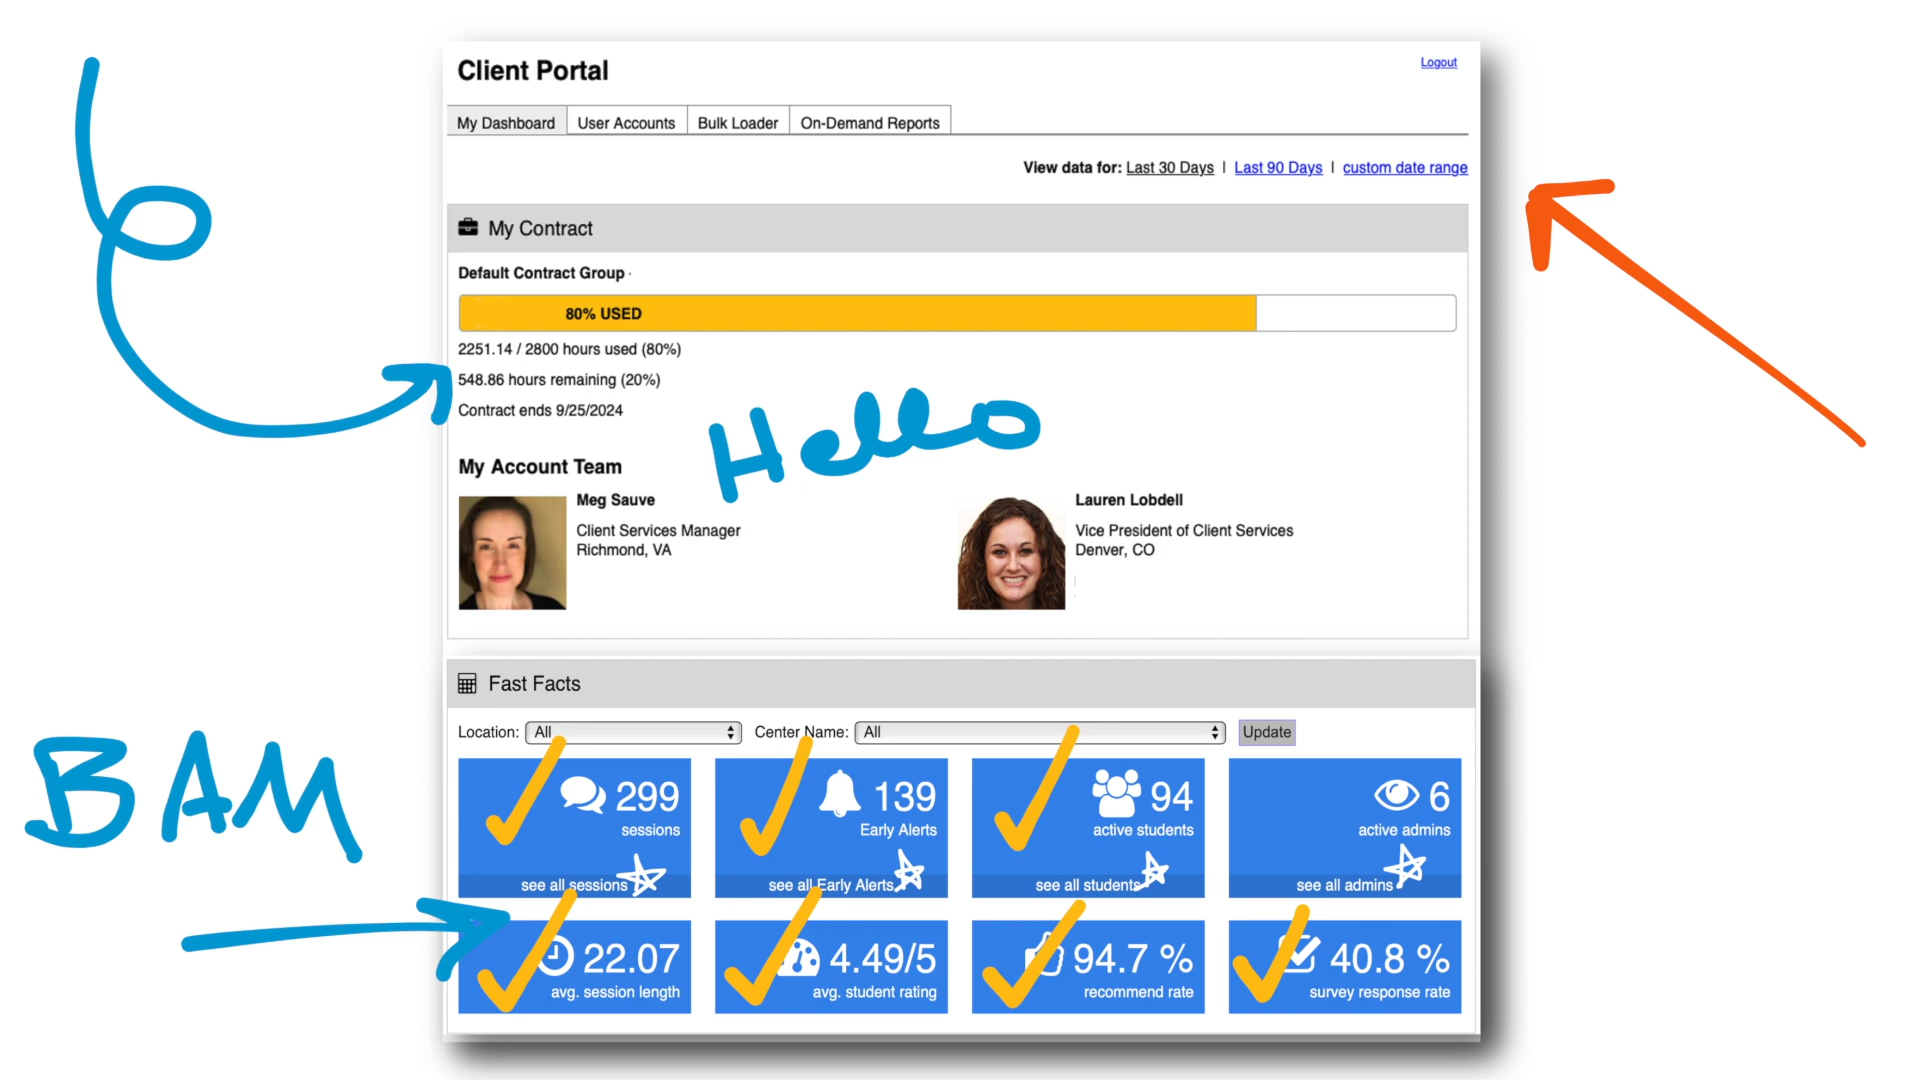 Client Portal
Logout
My Dashboard User Accounts Bulk Loader On-Demand Reports
View data for: Last 30 Days | Last 90 Days | custom date range
My Contract
Default Contract Group
80% USED
2251.14 / 2800 hours used (80%)
548.86 hours remaining (20%)
Contract ends 9/25/2024
Hello
My Account Team
Meg Sauve
Client Services Manager
Richmond, VA
Lauren Lobdell
Vice President of Client Services
Denver, CO
Fast Facts
Location: All Center Name: All Update
BAM
299
sessions
see all sessions
139
Early Alerts
see all Early Alerts
94
active students
see all students
6
active admins
see all admins
22.07
avg. session length
4.49/5
avg. student rating
94.7 %
recommend rate
40.8 %
survey response rate